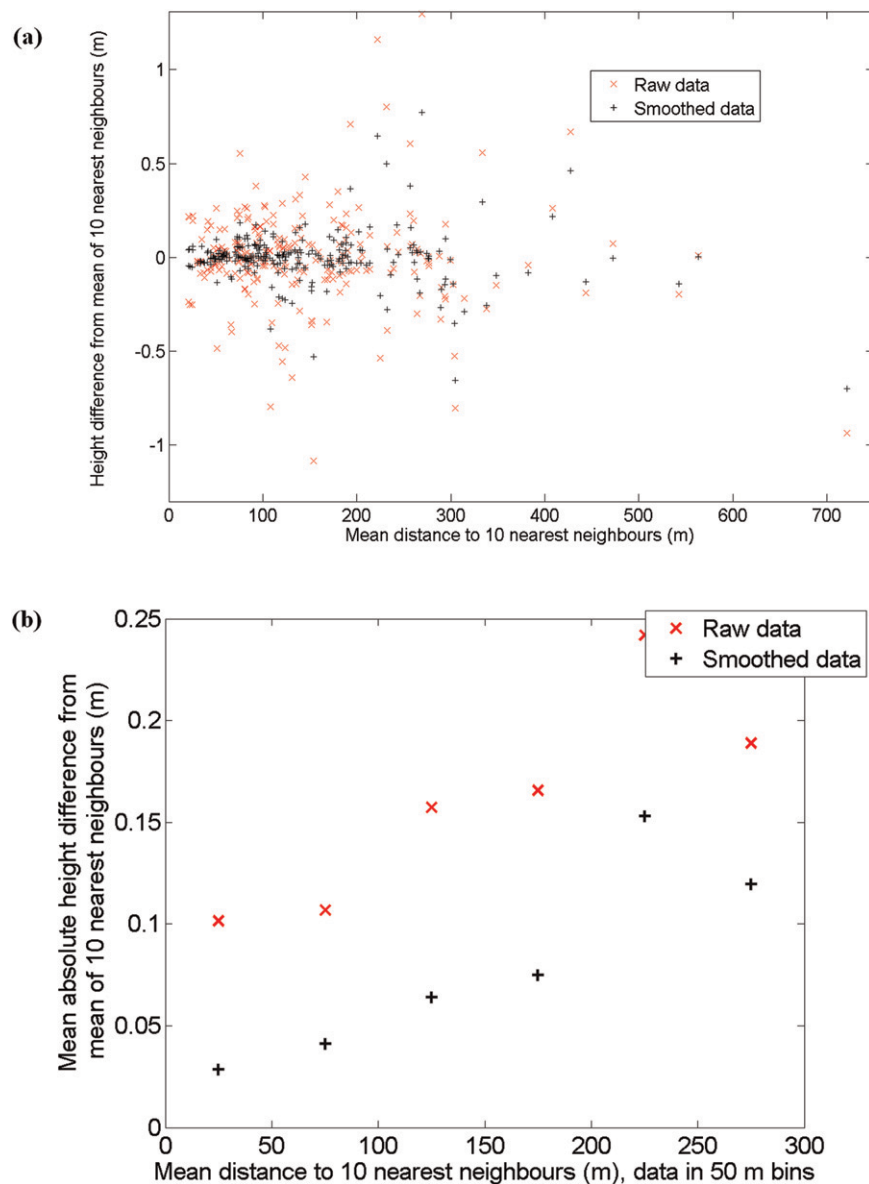 (a)
Height difference from mean of 10 nearest neighbours (m)
1
0.5
0
-0.5
-1
Raw data
Smoothed data
0 100 200 300 400 500 600 700
Mean distance to 10 nearest neighbours (m)
(b)
Mean absolute height difference from
mean of 10 nearest neighbours (m)
0.25
0.2
0.15
0.1
0.05
0
Raw data
Smoothed data
0 50 100 150 200 250 300
Mean distance to 10 nearest neighbours (m), data in 50 m bins